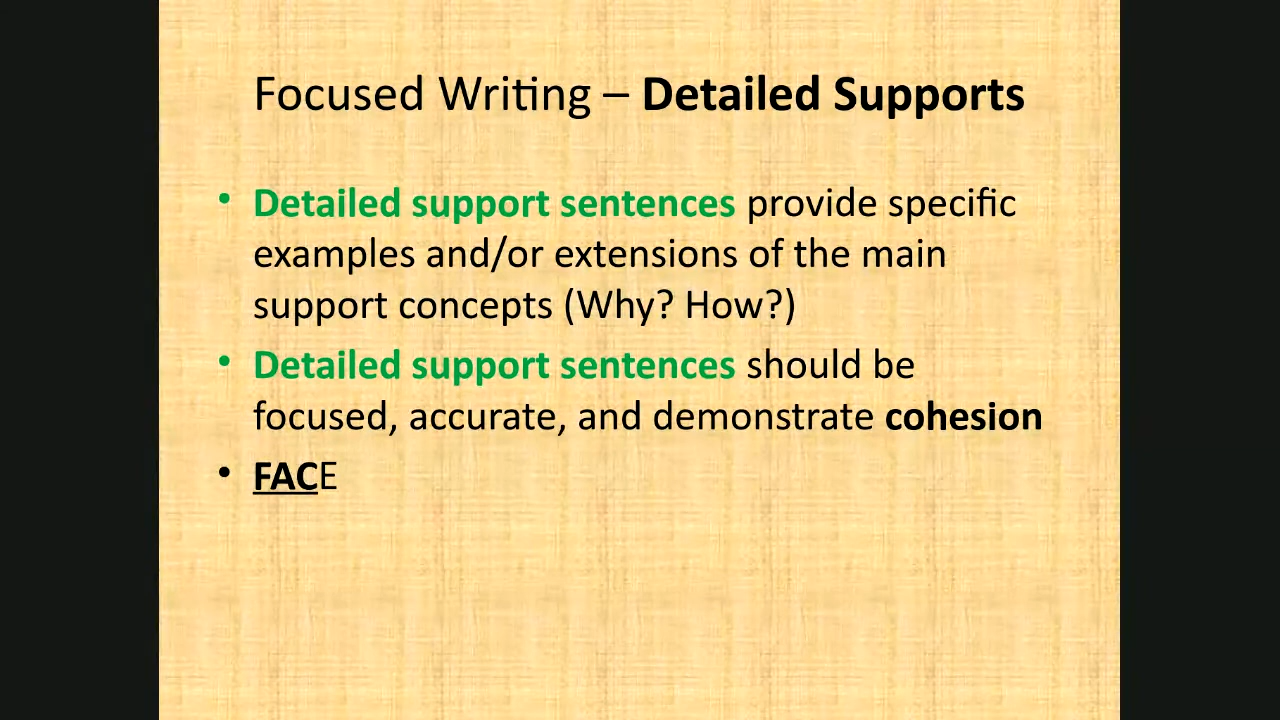 Focused Writing – Detailed Supports
• Detailed support sentences provide specific
examples and/or extensions of the main
support concepts (Why? How?)
• Detailed support sentences should be
focused, accurate, and demonstrate cohesion
• FACE